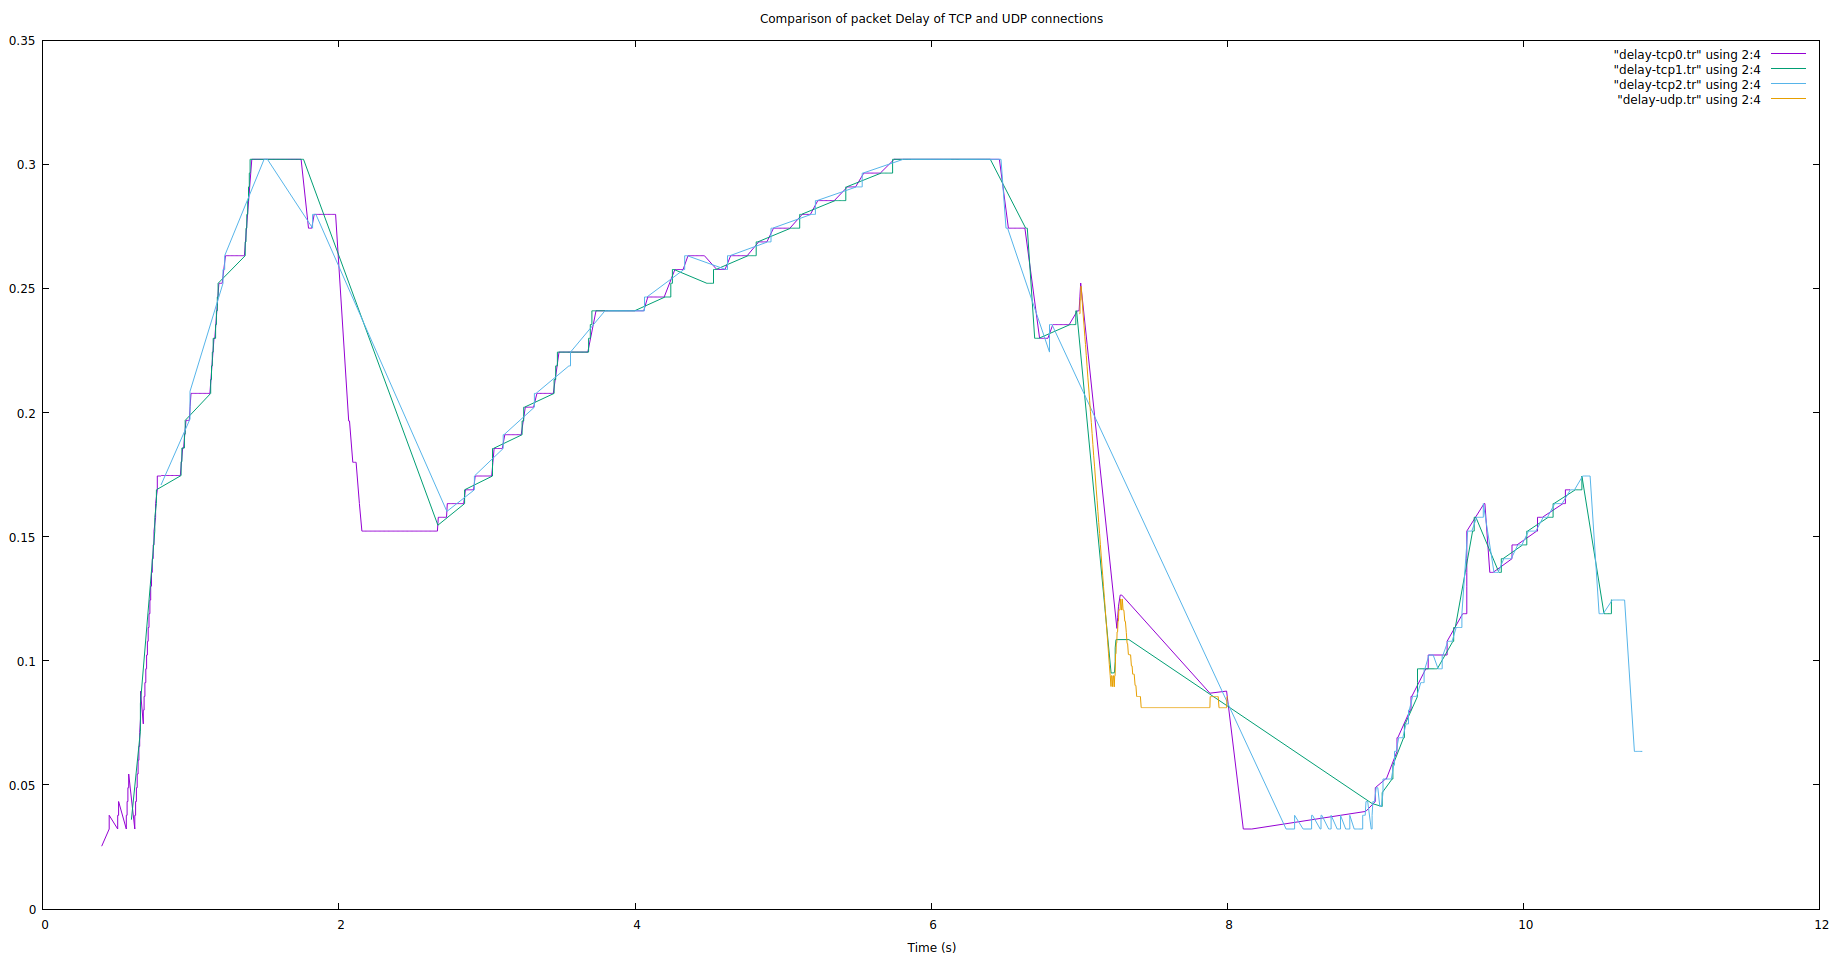 Comparison of packet Delay of TCP and UDP connections
0.35
0.3
0.25
0.2
0.15
0.1
0.05
0
0 2 4 6 8 10 12
Time (s)
"delay-tcp0.tr" using 2:4
"delay-tcp1.tr" using 2:4
"delay-tcp2.tr" using 2:4
"delay-udp.tr" using 2:4